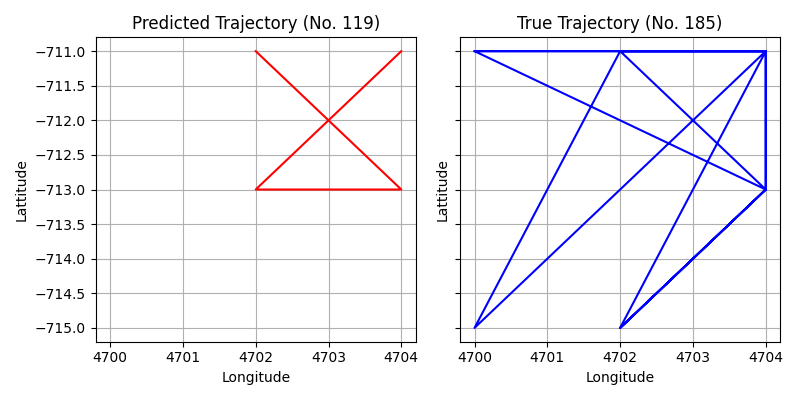 Predicted Trajectory (No. 119)
True Trajectory (No. 185)
Lattitude
−711.0
−711.5
−712.0
−712.5
−713.0
−713.5
−714.0
−714.5
−715.0
4700 4701 4702 4703 4704
Longitude
Lattitude
4700 4701 4702 4703 4704
Longitude